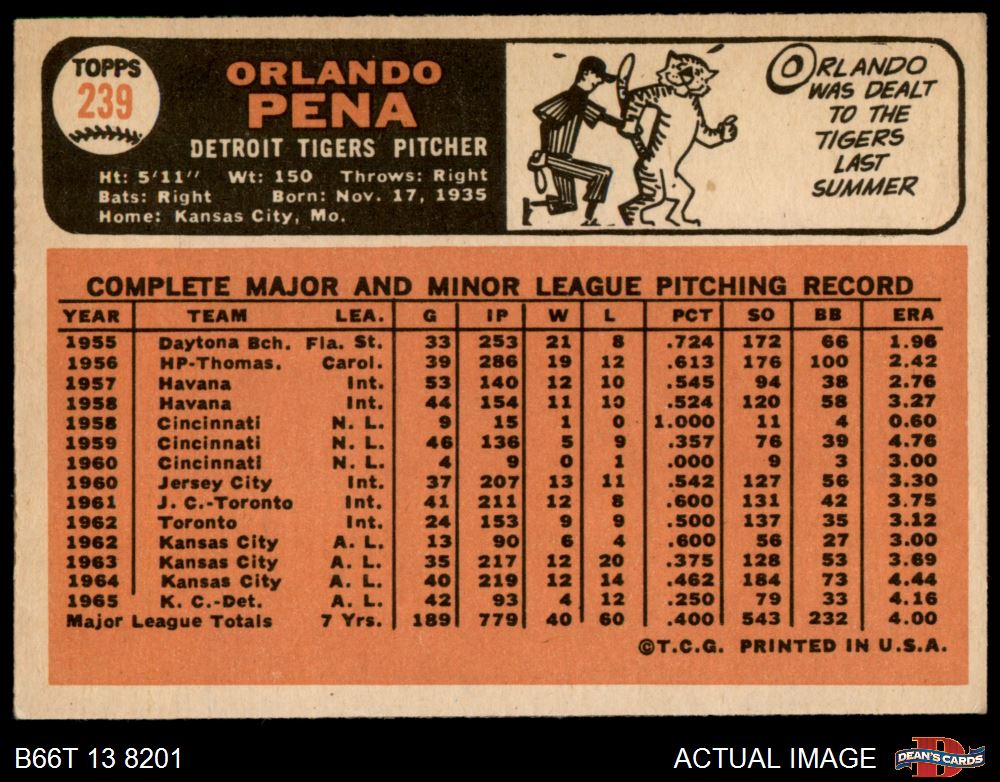 TOPPS
239
ORLANDO
PENA
DETROIT TIGERS PITCHER
Ht: 5'11" Wt: 150 Throws: Right
Bats: Right Born: Nov. 17, 1935
Home: Kansas City, Mo.
ORLANDO
WAS DEALT
TO THE
TIGERS
LAST
SUMMER
COMPLETE MAJOR AND MINOR LEAGUE PITCHING RECORD
YEAR TEAM LEA. G IP W L PCT SO BB ERA
1955 Daytona Bch. Fla. St. 33 253 21 8 .724 172 66 1.96
1956 HP-Thomas. Carol. 39 286 19 12 .613 176 100 2.42
1957 Havana Int. 53 140 12 10 .545 94 38 2.76
1958 Havana Int. 44 154 11 10 .524 120 58 3.27
1958 Cincinnati N. L. 9 15 1 0 1.000 11 4 0.60
1959 Cincinnati N. L. 46 136 5 9 .357 76 39 4.76
1960 Cincinnati N. L. 4 9 0 1 .000 9 3 3.00
1960 Jersey City Int. 37 207 13 11 .542 127 56 3.30
1961 J. C.-Toronto Int. 41 211 12 8 .600 131 42 3.75
1962 Toronto Int. 24 153 9 9 .500 137 35 3.12
1962 Kansas City A. L. 13 90 6 4 .600 56 27 3.00
1963 Kansas City A. L. 35 217 12 20 .375 128 53 3.69
1964 Kansas City A. L. 40 219 12 14 .462 184 73 4.44
1965 K. C.-Det. A. L. 42 93 4 12 .250 79 33 4.16
Major League Totals 7 Yrs. 189 779 40 60 .400 543 232 4.00
©T.C.G. PRINTED IN U.S.A.
B66T 13 8201
ACTUAL IMAGE
D
DEAN'S CARDS